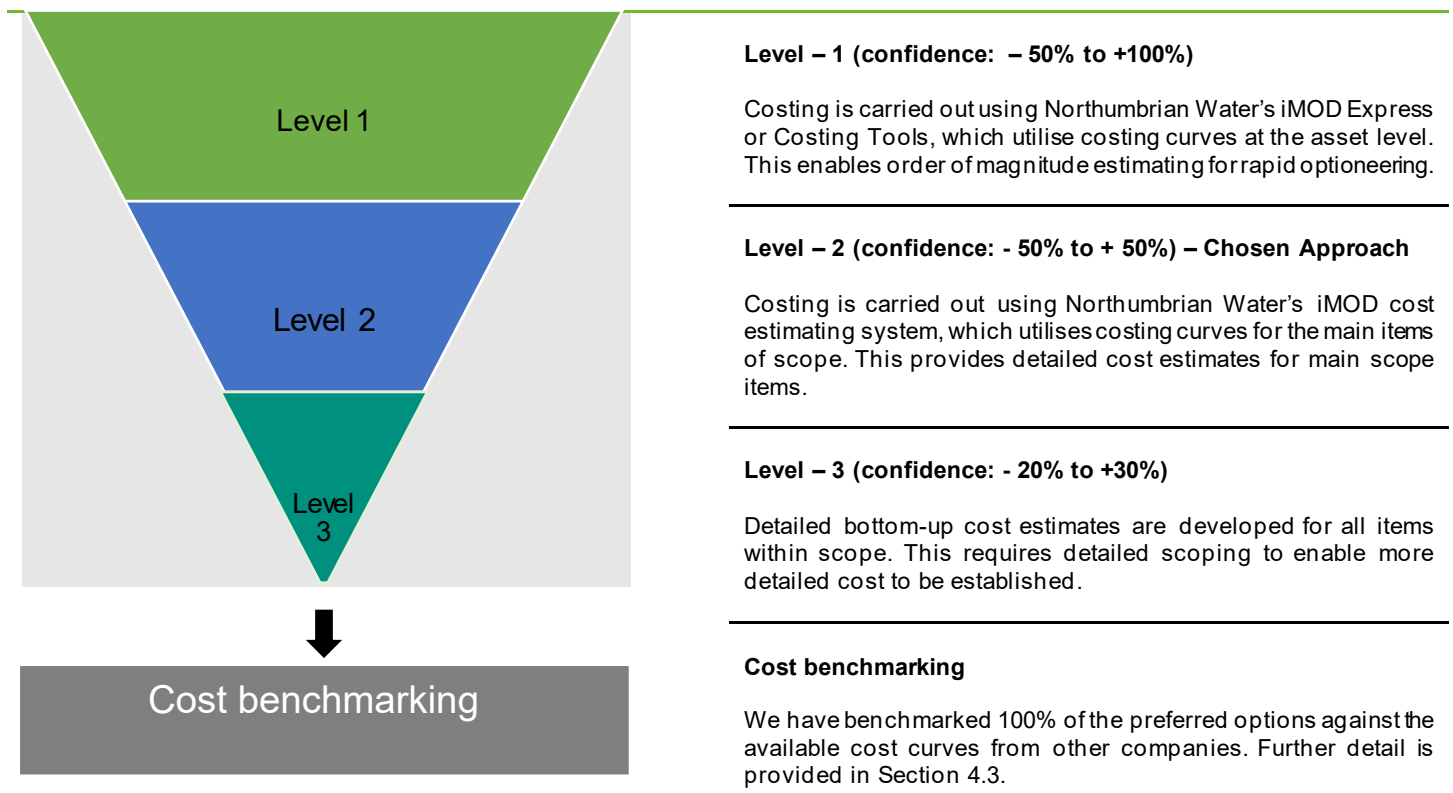 Level 1
Level 2
Level
3
Cost benchmarking
Level – 1 (confidence: – 50% to +100%)
Costing is carried out using Northumbrian Water's iMOD Express
or Costing Tools, which utilise costing curves at the asset level.
This enables order of magnitude estimating for rapid optioneering.
Level – 2 (confidence: - 50% to + 50%) – Chosen Approach
Costing is carried out using Northumbrian Water's iMOD cost
estimating system, which utilises costing curves for the main items
of scope. This provides detailed cost estimates for main scope
items.
Level – 3 (confidence: - 20% to +30%)
Detailed bottom-up cost estimates are developed for all items
within scope. This requires detailed scoping to enable more
detailed cost to be established.
Cost benchmarking
We have benchmarked 100% of the preferred options against the
available cost curves from other companies. Further detail is
provided in Section 4.3.